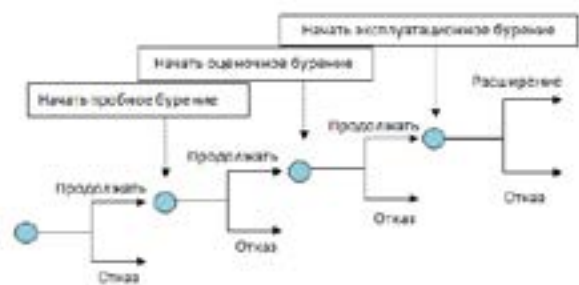 Начать эксплуатационное бурение
Начать оценочное бурение
Начать пробное бурение
Расширение
Продолжать
Продолжать
Продолжать
Отказ
Отказ
Отказ
Отказ